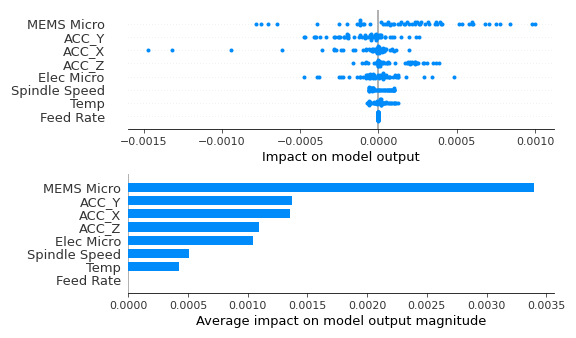 MEMS Micro
ACC_Y
ACC_X
ACC_Z
Elec Micro
Spindle Speed
Temp
Feed Rate
−0.0015 −0.0010 −0.0005 0.0000 0.0005 0.0010
Impact on model output
MEMS Micro
ACC_Y
ACC_X
ACC_Z
Elec Micro
Spindle Speed
Temp
Feed Rate
0.0000 0.0005 0.0010 0.0015 0.0020 0.0025 0.0030 0.0035
Average impact on model output magnitude